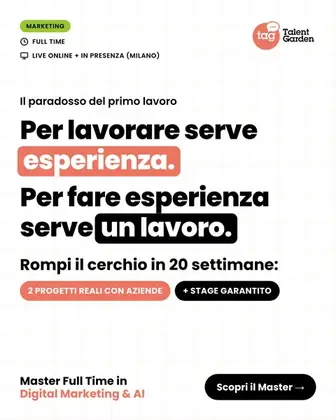 MARKETING
FULL TIME
LIVE ONLINE + IN PRESENZA (MILANO)
tag
Talent
Garden
Il paradosso del primo lavoro
Per lavorare serve
esperienza.
Per fare esperienza
serve un lavoro.
Rompi il cerchio in 20 settimane:
2 PROGETTI REALI CON AZIENDE
+ STAGE GARANTITO
Master Full Time in
Digital Marketing & AI
Scopri il Master →